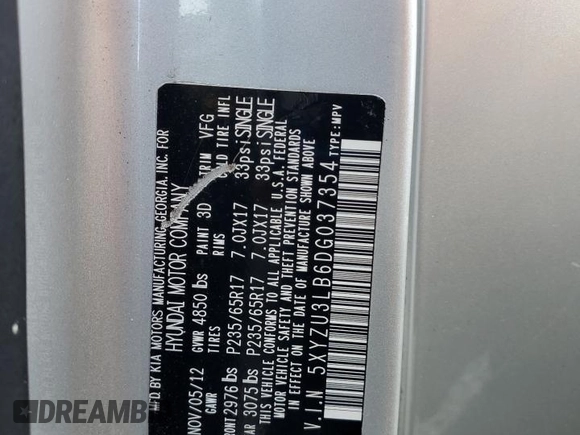 MFD BY KIA MOTORS MANUFACTURING GEORGIA, INC. FOR
HYUNDAI MOTOR COMPANY
NOV/05/12 GVWR 4850 lbs PAINT 3D TRIM VFG
GAWR TIRES RIMS COLD TIRE INFL
FRONT 2976 lbs P235/65R17 7.0JX17 33psi SINGLE
REAR 3075 lbs P235/65R17 7.0JX17 33psi SINGLE
THIS VEHICLE CONFORMS TO ALL APPLICABLE U.S.A. FEDERAL
MOTOR VEHICLE SAFETY AND THEFT PREVENTION STANDARDS
IN EFFECT ON THE DATE OF MANUFACTURE SHOWN ABOVE
V.I.N 5XYZU3LB6DG037354 TYPE:MPV
DREAMB